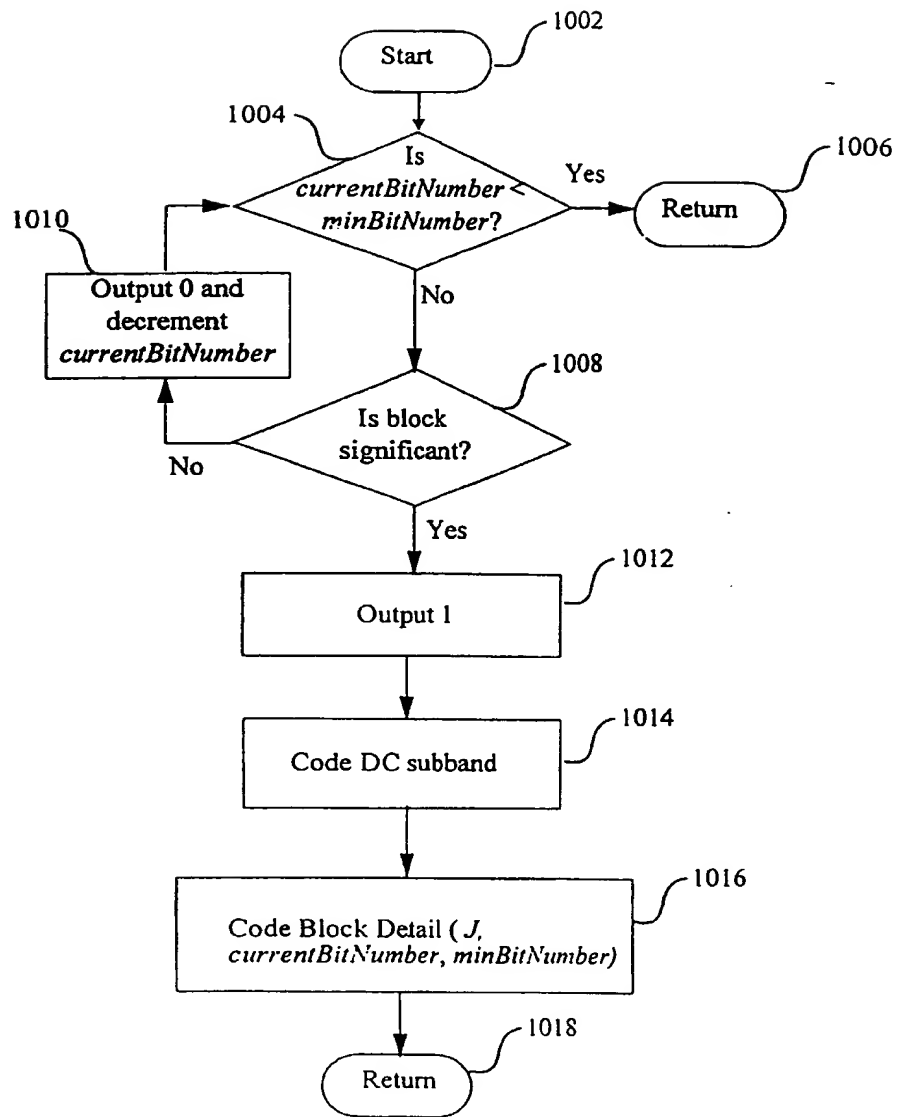 1002
Start
1004
Is
currentBitNumber <
minBitNumber?
Yes
1006
Return
1010
Output 0 and
decrement
currentBitNumber
No
1008
Is block
significant?
No
Yes
1012
Output 1
1014
Code DC subband
1016
Code Block Detail ( J,
currentBitNumber, minBitNumber)
1018
Return